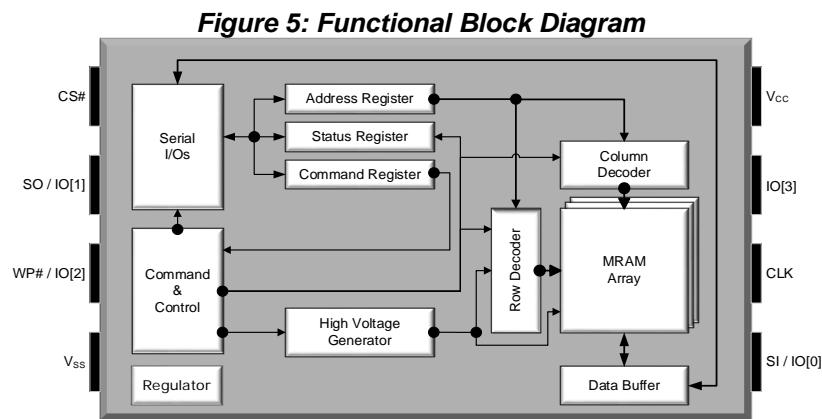 Figure 5: Functional Block Diagram
CS#
SO / IO[1]
WP# / IO[2]
VSS
Serial
I/Os
Command
&
Control
Regulator
Address Register
Status Register
Command Register
High Voltage
Generator
Row Decoder
Column
Decoder
MRAM
Array
Data Buffer
VCC
IO[3]
CLK
SI / IO[0]